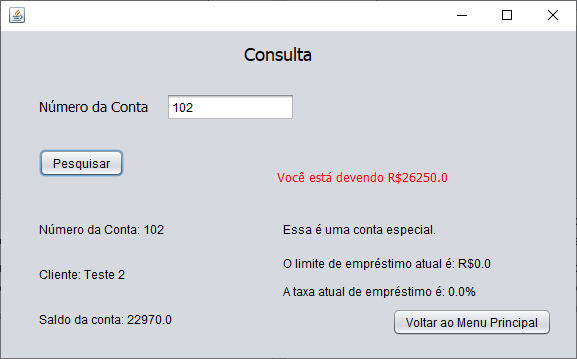 Consulta
Número da Conta 102
Pesquisar
Você está devendo R$26250.0
Número da Conta: 102
Essa é uma conta especial.
O limite de empréstimo atual é: R$0.0
Cliente: Teste 2
A taxa atual de empréstimo é: 0.0%
Saldo da conta: 22970.0
Voltar ao Menu Principal